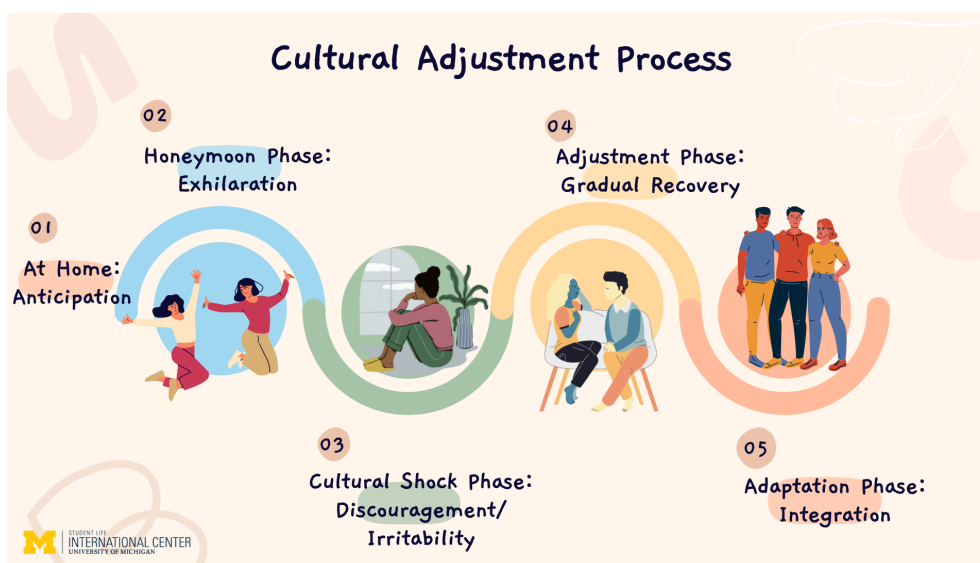 Cultural Adjustment Process
01
At Home:
Anticipation
02
Honeymoon Phase:
Exhilaration
03
Cultural Shock Phase:
Discouragement/
Irritability
04
Adjustment Phase:
Gradual Recovery
05
Adaptation Phase:
Integration
M
STUDENT LIFE
INTERNATIONAL CENTER
UNIVERSITY OF MICHIGAN